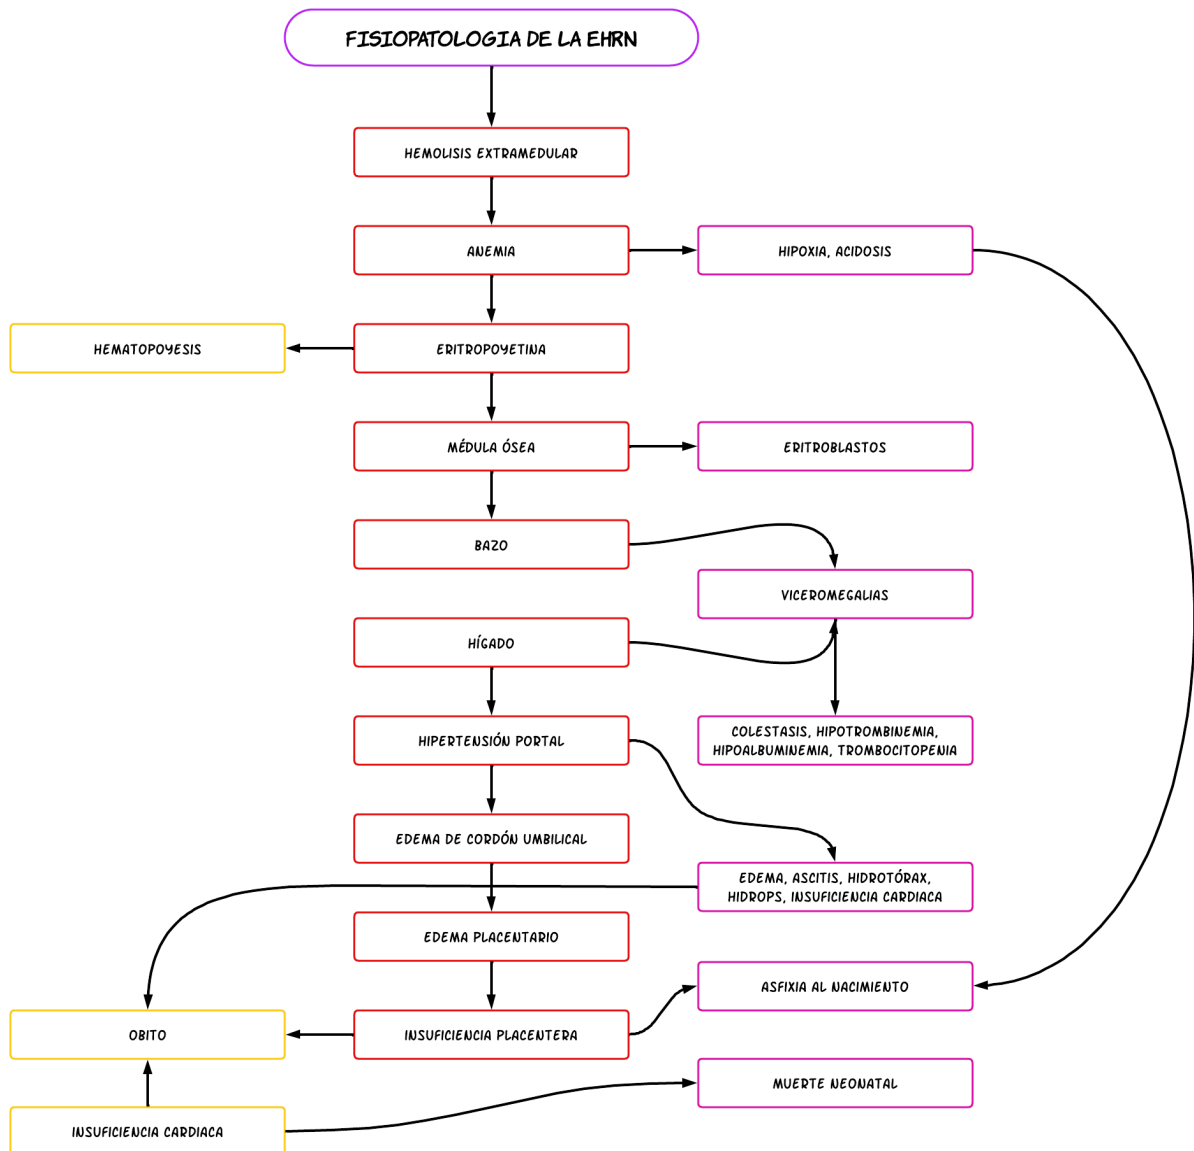 FISIOPATOLOGIA DE LA EHRN
HEMOLISIS EXTRAMEDULAR
ANEMIA
HIPOXIA, ACIDOSIS
HEMATOPOYESIS
ERITROPOYETINA
MÉDULA ÓSEA
ERITROBLASTOS
BAZO
VICEROMEGALIAS
HÍGADO
HIPERTENSIÓN PORTAL
COLESTASIS, HIPOTROMBINEMIA,
HIPOALBUMINEMIA, TROMBOCITOPENIA
EDEMA DE CORDÓN UMBILICAL
EDEMA, ASCITIS, HIDROTÓRAX,
HIDROPS, INSUFICIENCIA CARDIACA
EDEMA PLACENTARIO
ASFIXIA AL NACIMIENTO
OBITO
INSUFICIENCIA PLACENTERA
MUERTE NEONATAL
INSUFICIENCIA CARDIACA